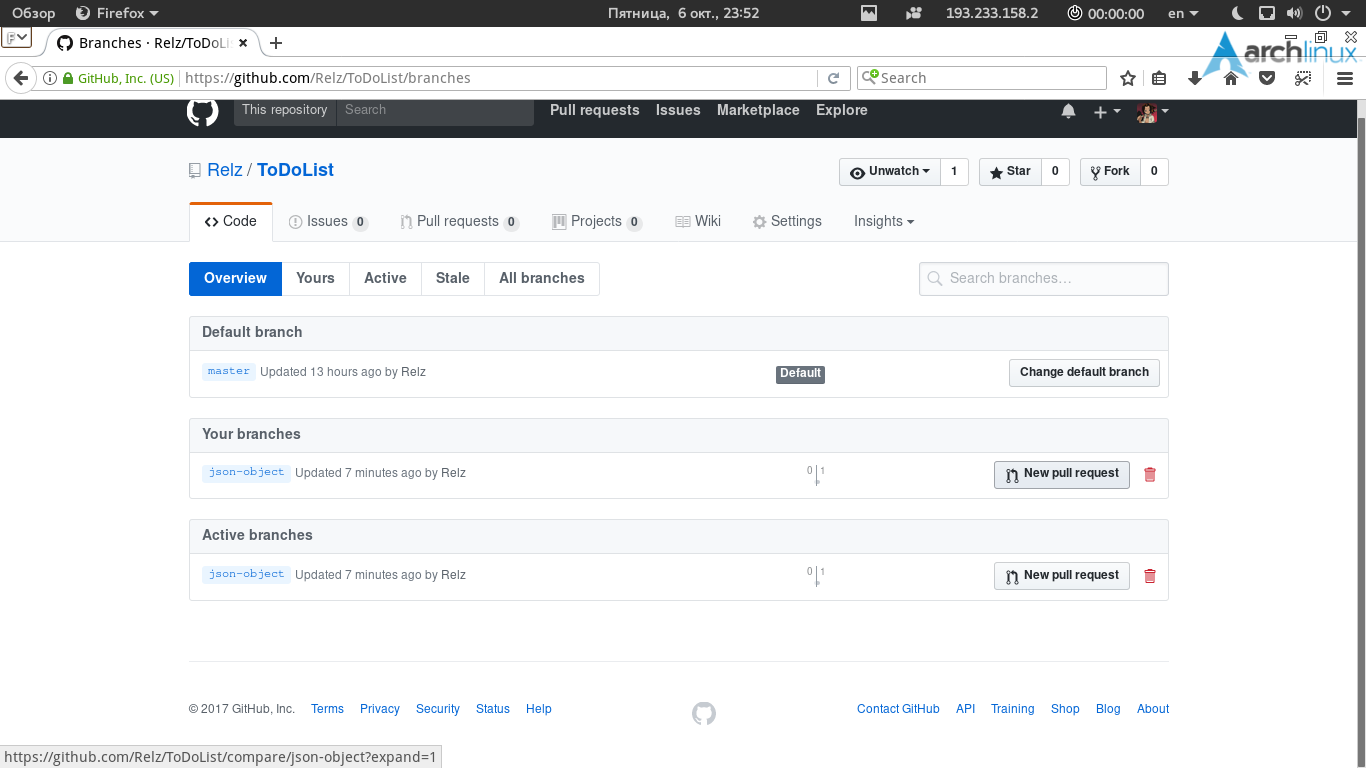 Обзор Firefox Пятница, 6 окт., 23:52 193.233.158.2 00:00:00 en
F Branches · Relz/ToDoLi
archlinux
GitHub, Inc. (US) https://github.com/Relz/ToDoList/branches Search
This repository Search Pull requests Issues Marketplace Explore
Relz / ToDoList Unwatch 1 Star 0 Fork 0
Code Issues 0 Pull requests 0 Projects 0 Wiki Settings Insights
Overview Yours Active Stale All branches Search branches...
Default branch
master Updated 13 hours ago by Relz Default Change default branch
Your branches
json-object Updated 7 minutes ago by Relz 0 1 New pull request
Active branches
json-object Updated 7 minutes ago by Relz 0 1 New pull request
© 2017 GitHub, Inc. Terms Privacy Security Status Help Contact GitHub API Training Shop Blog About
https://github.com/Relz/ToDoList/compare/json-object?expand=1